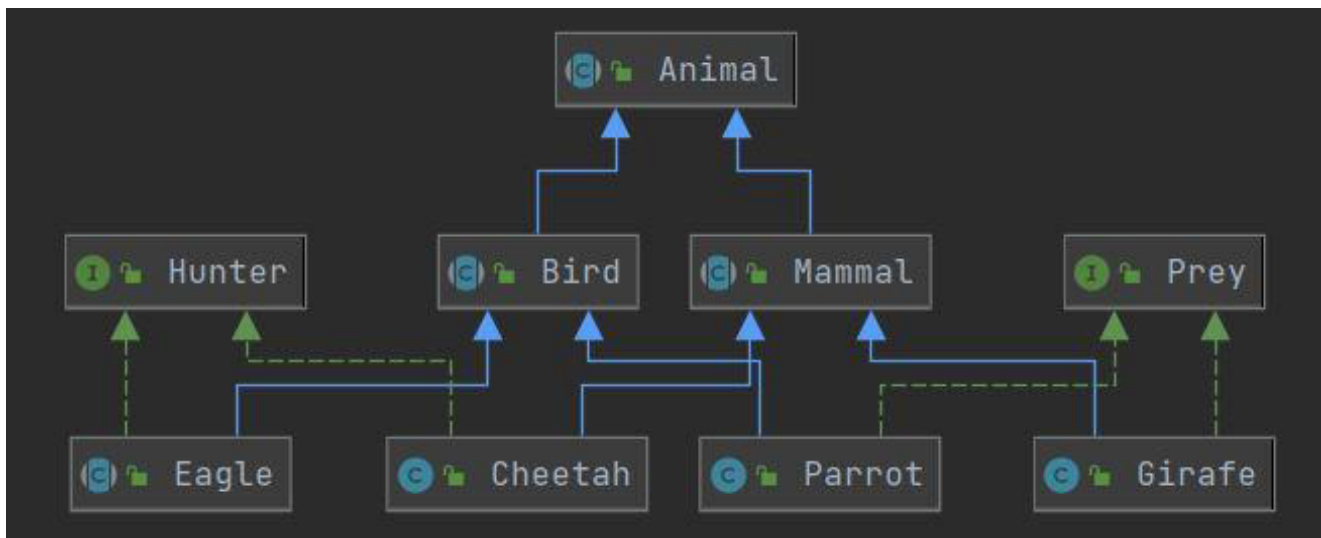 Animal
Hunter
Bird
Mammal
Prey
Eagle
Cheetah
Parrot
Girafe